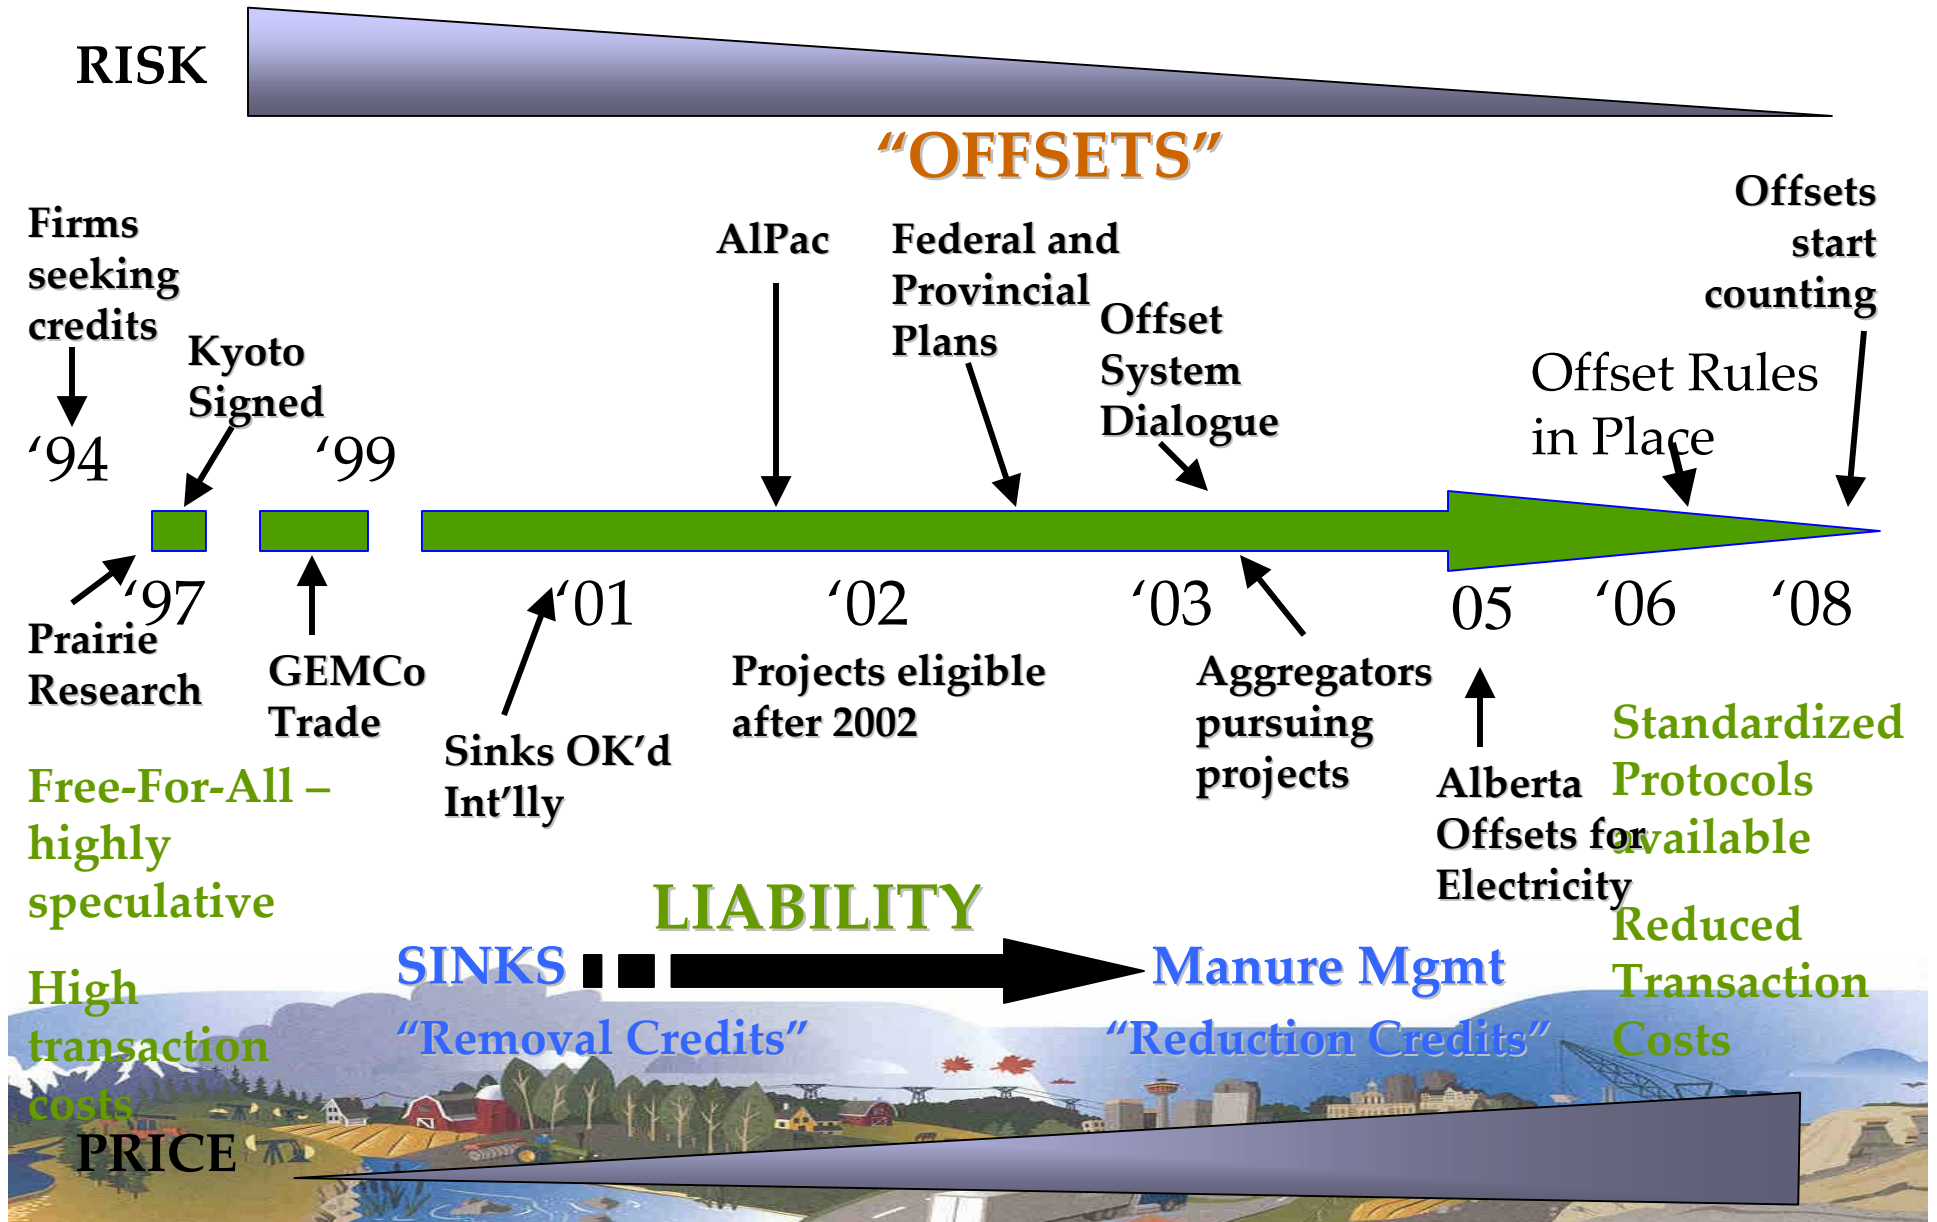 RISK
“OFFSETS”
Firms
seeking
credits
Kyoto
Signed
AlPac
Federal and
Provincial
Plans
Offset
System
Dialogue
Offset Rules
in Place
Offsets
start
counting
‘94
‘99
‘97
‘01
‘02
‘03
05
‘06
‘08
Prairie
Research
GEMCo
Trade
Sinks OK’d
Int’lly
Projects eligible
after 2002
Aggregators
pursuing
projects
Alberta
Offsets for
Electricity
Standardized
Protocols
available
Reduced
Transaction
Costs
Free-For-All –
highly
speculative
High
transaction
costs
LIABILITY
SINKS
Manure Mgmt
“Removal Credits”
“Reduction Credits”
PRICE